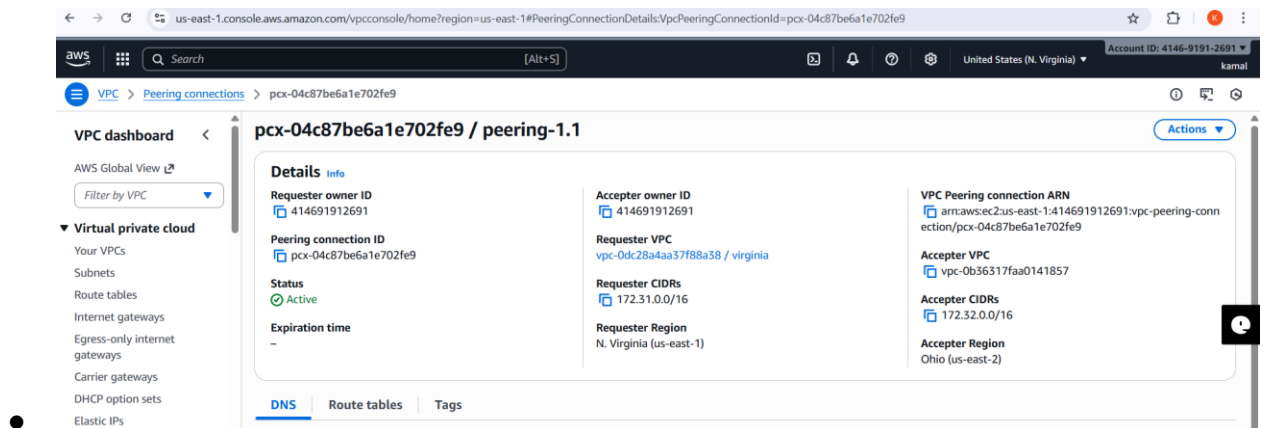 us-east-1.console.aws.amazon.com/vpcconsole/home?region=us-east-1#PeeringConnectionDetails:VpcPeeringConnectionId=pcx-04c87be6a1e702fe9
K
aws
Search
[Alt+S]
United States (N. Virginia)
Account ID: 4146-9191-2691
kamal
VPC > Peering connections > pcx-04c87be6a1e702fe9
VPC dashboard
AWS Global View
Filter by VPC
Virtual private cloud
Your VPCs
Subnets
Route tables
Internet gateways
Egress-only internet
gateways
Carrier gateways
DHCP option sets
Elastic IPs
pcx-04c87be6a1e702fe9 / peering-1.1
Actions
Details Info
Requester owner ID
414691912691
Peering connection ID
pcx-04c87be6a1e702fe9
Status
Active
Expiration time
–
Accepter owner ID
414691912691
Requester VPC
vpc-0dc28a4aa37f88a38 / virginia
Requester CIDRs
172.31.0.0/16
Requester Region
N. Virginia (us-east-1)
VPC Peering connection ARN
arn:aws:ec2:us-east-1:414691912691:vpc-peering-conn
ection/pcx-04c87be6a1e702fe9
Accepter VPC
vpc-0b36317faa0141857
Accepter CIDRs
172.32.0.0/16
Accepter Region
Ohio (us-east-2)
DNS
Route tables
Tags